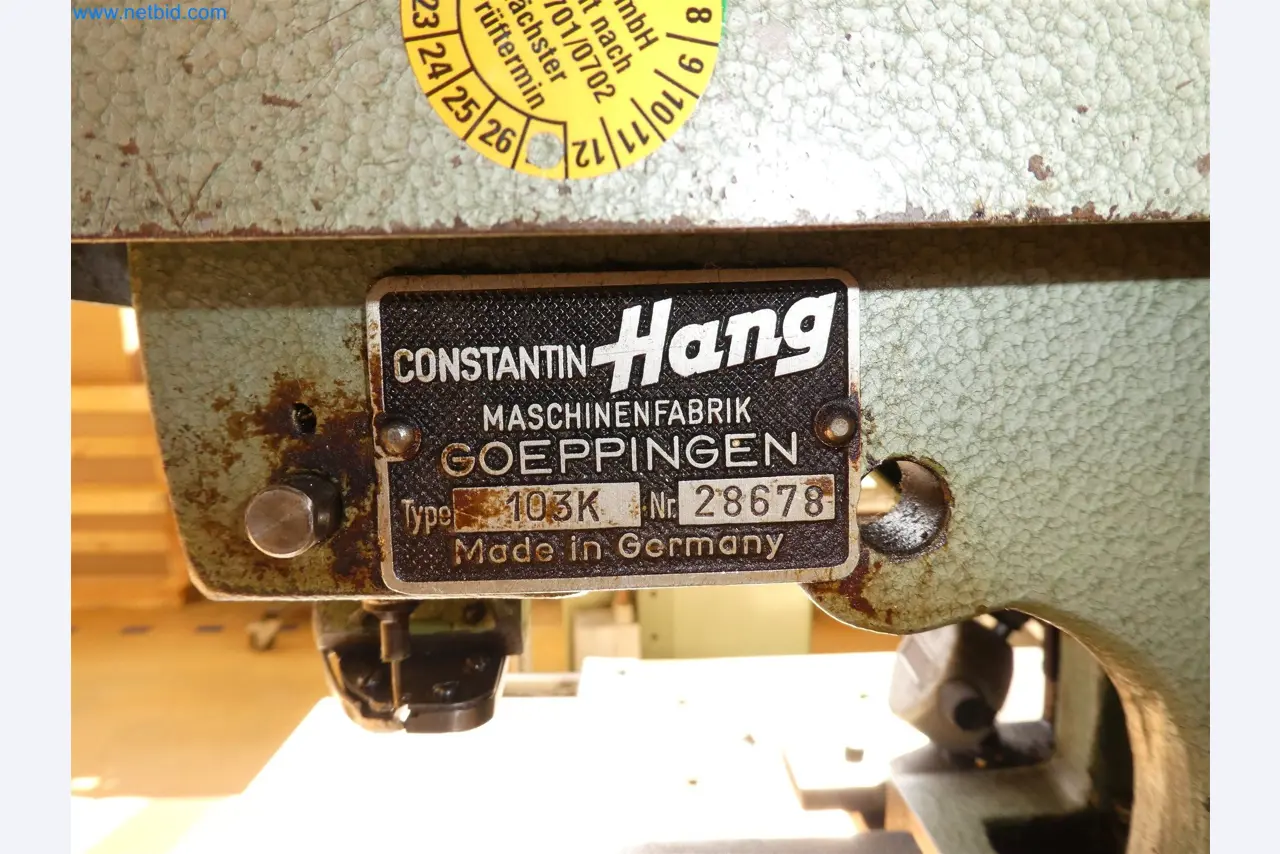 www.netbid.com
mbH
nach
701/0702
ächster
rüftermin
23 24 25 26
8 9 10 11 12
CONSTANTIN Hang
MASCHINENFABRIK
GOEPPINGEN
Type 103K Nr. 28678
Made in Germany